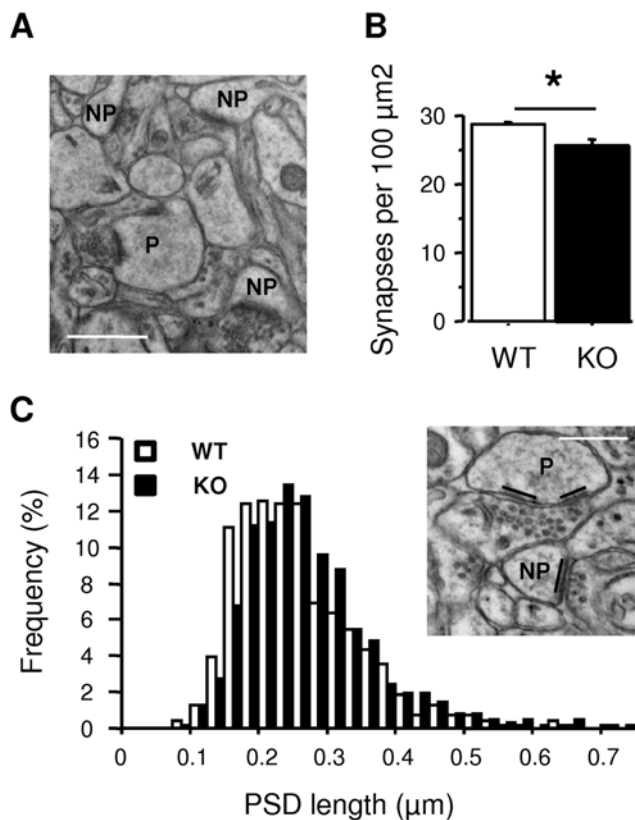 A
NP
NP
P
NP
B
*
Synapses per 100 µm2
30
20
10
0
WT
KO
C
WT
KO
Frequency (%)
16
14
12
10
8
6
4
2
0
0
0.1
0.2
0.3
0.4
0.5
0.6
0.7
PSD length (µm)
P
NP